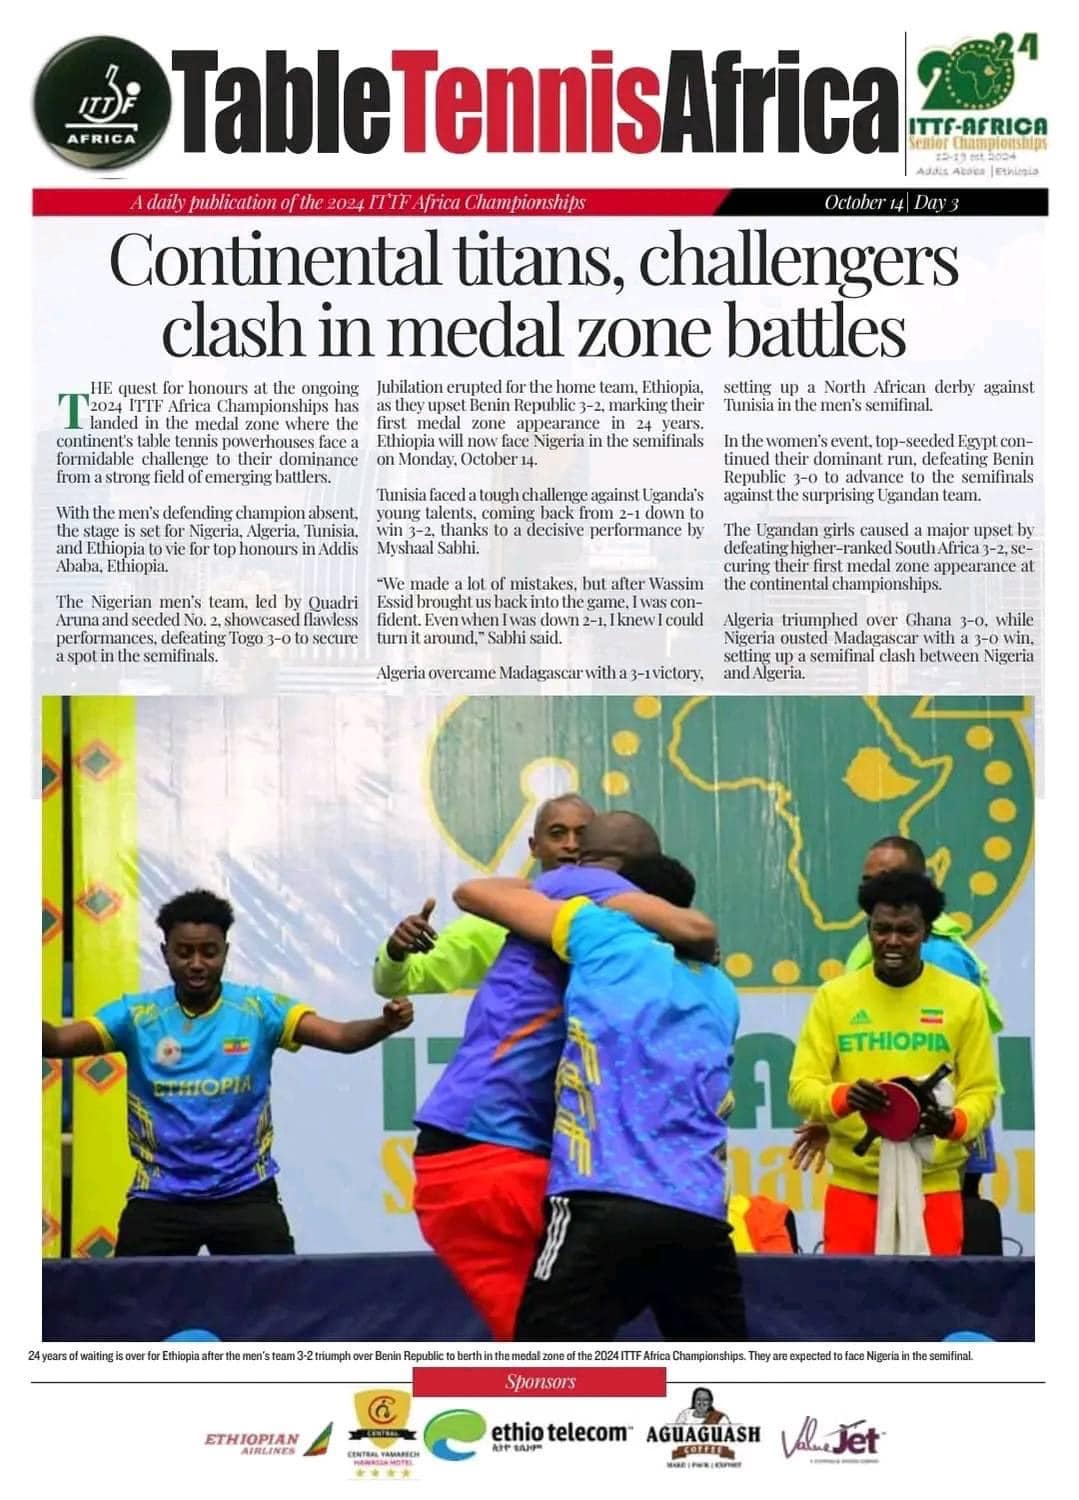 ITTF
AFRICA
TableTennisAfrica
2024
ITTF-AFRICA
Senior Championships
12-19 oct 2024
Addis Ababa | Ethiopia
A daily publication of the 2024 ITTF Africa Championships
October 14| Day 3
Continental titans, challengers
clash in medal zone battles
THE quest for honours at the ongoing
2024 ITTF Africa Championships has
landed in the medal zone where the
continent's table tennis powerhouses face a
formidable challenge to their dominance
from a strong field of emerging battlers.
With the men's defending champion absent,
the stage is set for Nigeria, Algeria, Tunisia,
and Ethiopia to vie for top honours in Addis
Ababa, Ethiopia.
The Nigerian men's team, led by Quadri
Aruna and seeded No. 2, showcased flawless
performances, defeating Togo 3-0 to secure
a spot in the semifinals.
Jubilation erupted for the home team, Ethiopia,
as they upset Benin Republic 3-2, marking their
first medal zone appearance in 24 years.
Ethiopia will now face Nigeria in the semifinals
on Monday, October 14.
Tunisia faced a tough challenge against Uganda's
young talents, coming back from 2-1 down to
win 3-2, thanks to a decisive performance by
Myshaal Sabhi.
“We made a lot of mistakes, but after Wassim
Essid brought us back into the game, I was con-
fident. Even when I was down 2-1, I knew I could
turn it around,” Sabhi said.
Algeria overcame Madagascar with a 3-1 victory,
setting up a North African derby against
Tunisia in the men's semifinal.
In the women's event, top-seeded Egypt con-
tinued their dominant run, defeating Benin
Republic 3-0 to advance to the semifinals
against the surprising Ugandan team.
The Ugandan girls caused a major upset by
defeating higher-ranked South Africa 3-2, se-
curing their first medal zone appearance at
the continental championships.
Algeria triumphed over Ghana 3-0, while
Nigeria ousted Madagascar with a 3-0 win,
setting up a semifinal clash between Nigeria
and Algeria.
ETHIOPIA
adidas
ETHIOPIA
24 years of waiting is over for Ethiopia after the men's team 3-2 triumph over Benin Republic to berth in the medal zone of the 2024 ITTF Africa Championships. They are expected to face Nigeria in the semifinal.
Sponsors
ETHIOPIAN
AIRLINES
CENTRAL
CENTRAL YAMARECH
HAWASSA HOTEL
ethio telecom™
ኢትዮ ቴሌኮም
AGUAGUASH
COFFEE
ValueJet